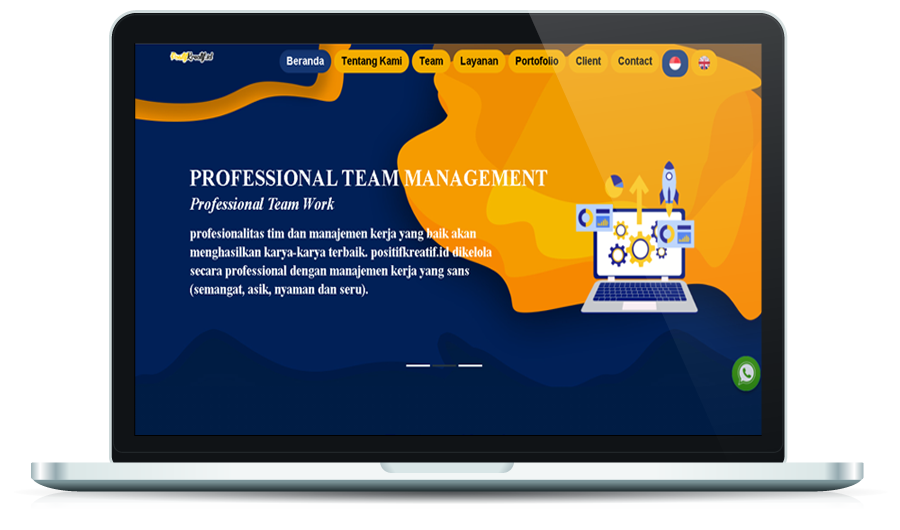 PositifKreatif.id
Beranda Tentang Kami Team Layanan Portofolio Client Contact
PROFESSIONAL TEAM MANAGEMENT
Professional Team Work
profesionalitas tim dan manajemen kerja yang baik akan
menghasilkan karya-karya terbaik. positifkreatif.id dikelola
secara professional dengan manajemen kerja yang sans
(semangat, asik, nyaman dan seru).